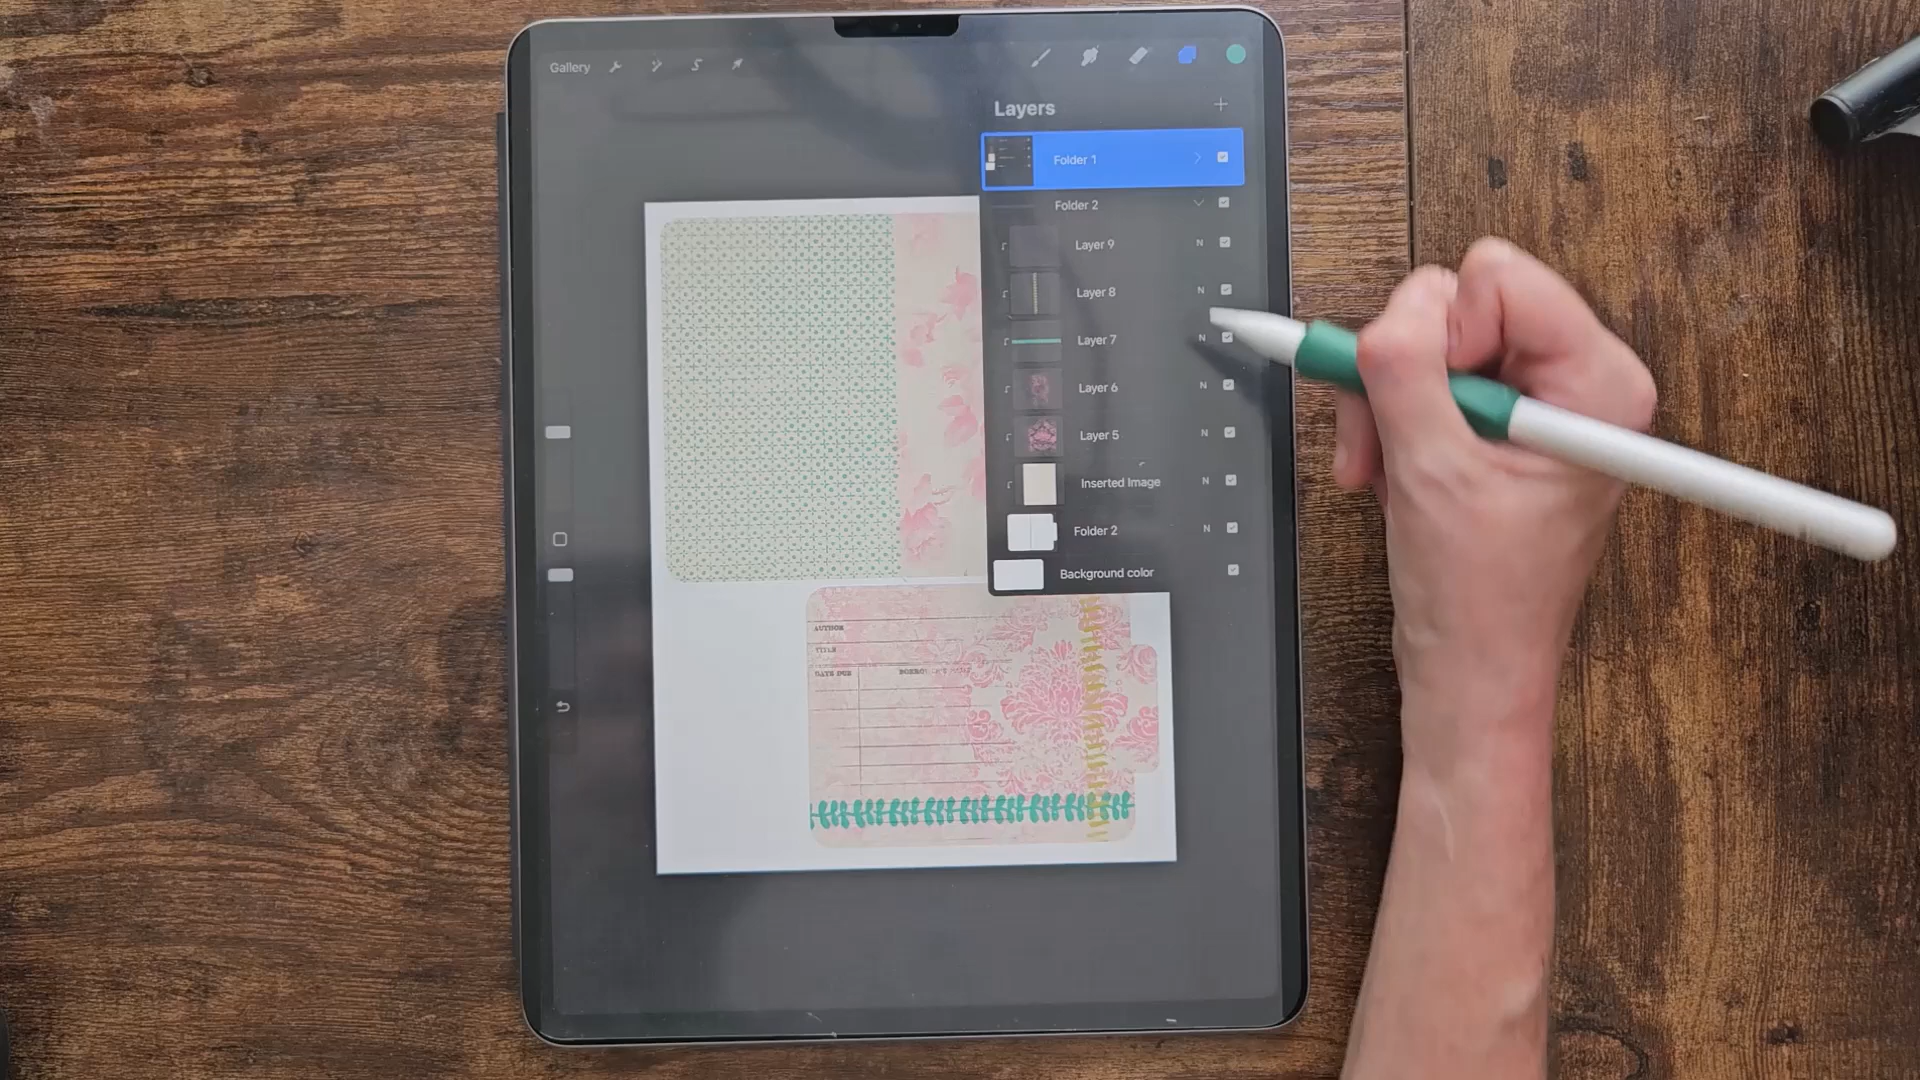 Gallery
Layers
Folder 1
Folder 2
Layer 9 N
Layer 8 N
Layer 7 N
Layer 6 N
Layer 5 N
Inserted Image N
Folder 2 N
Background color
AUTHOR
TITLE
DATE DUE